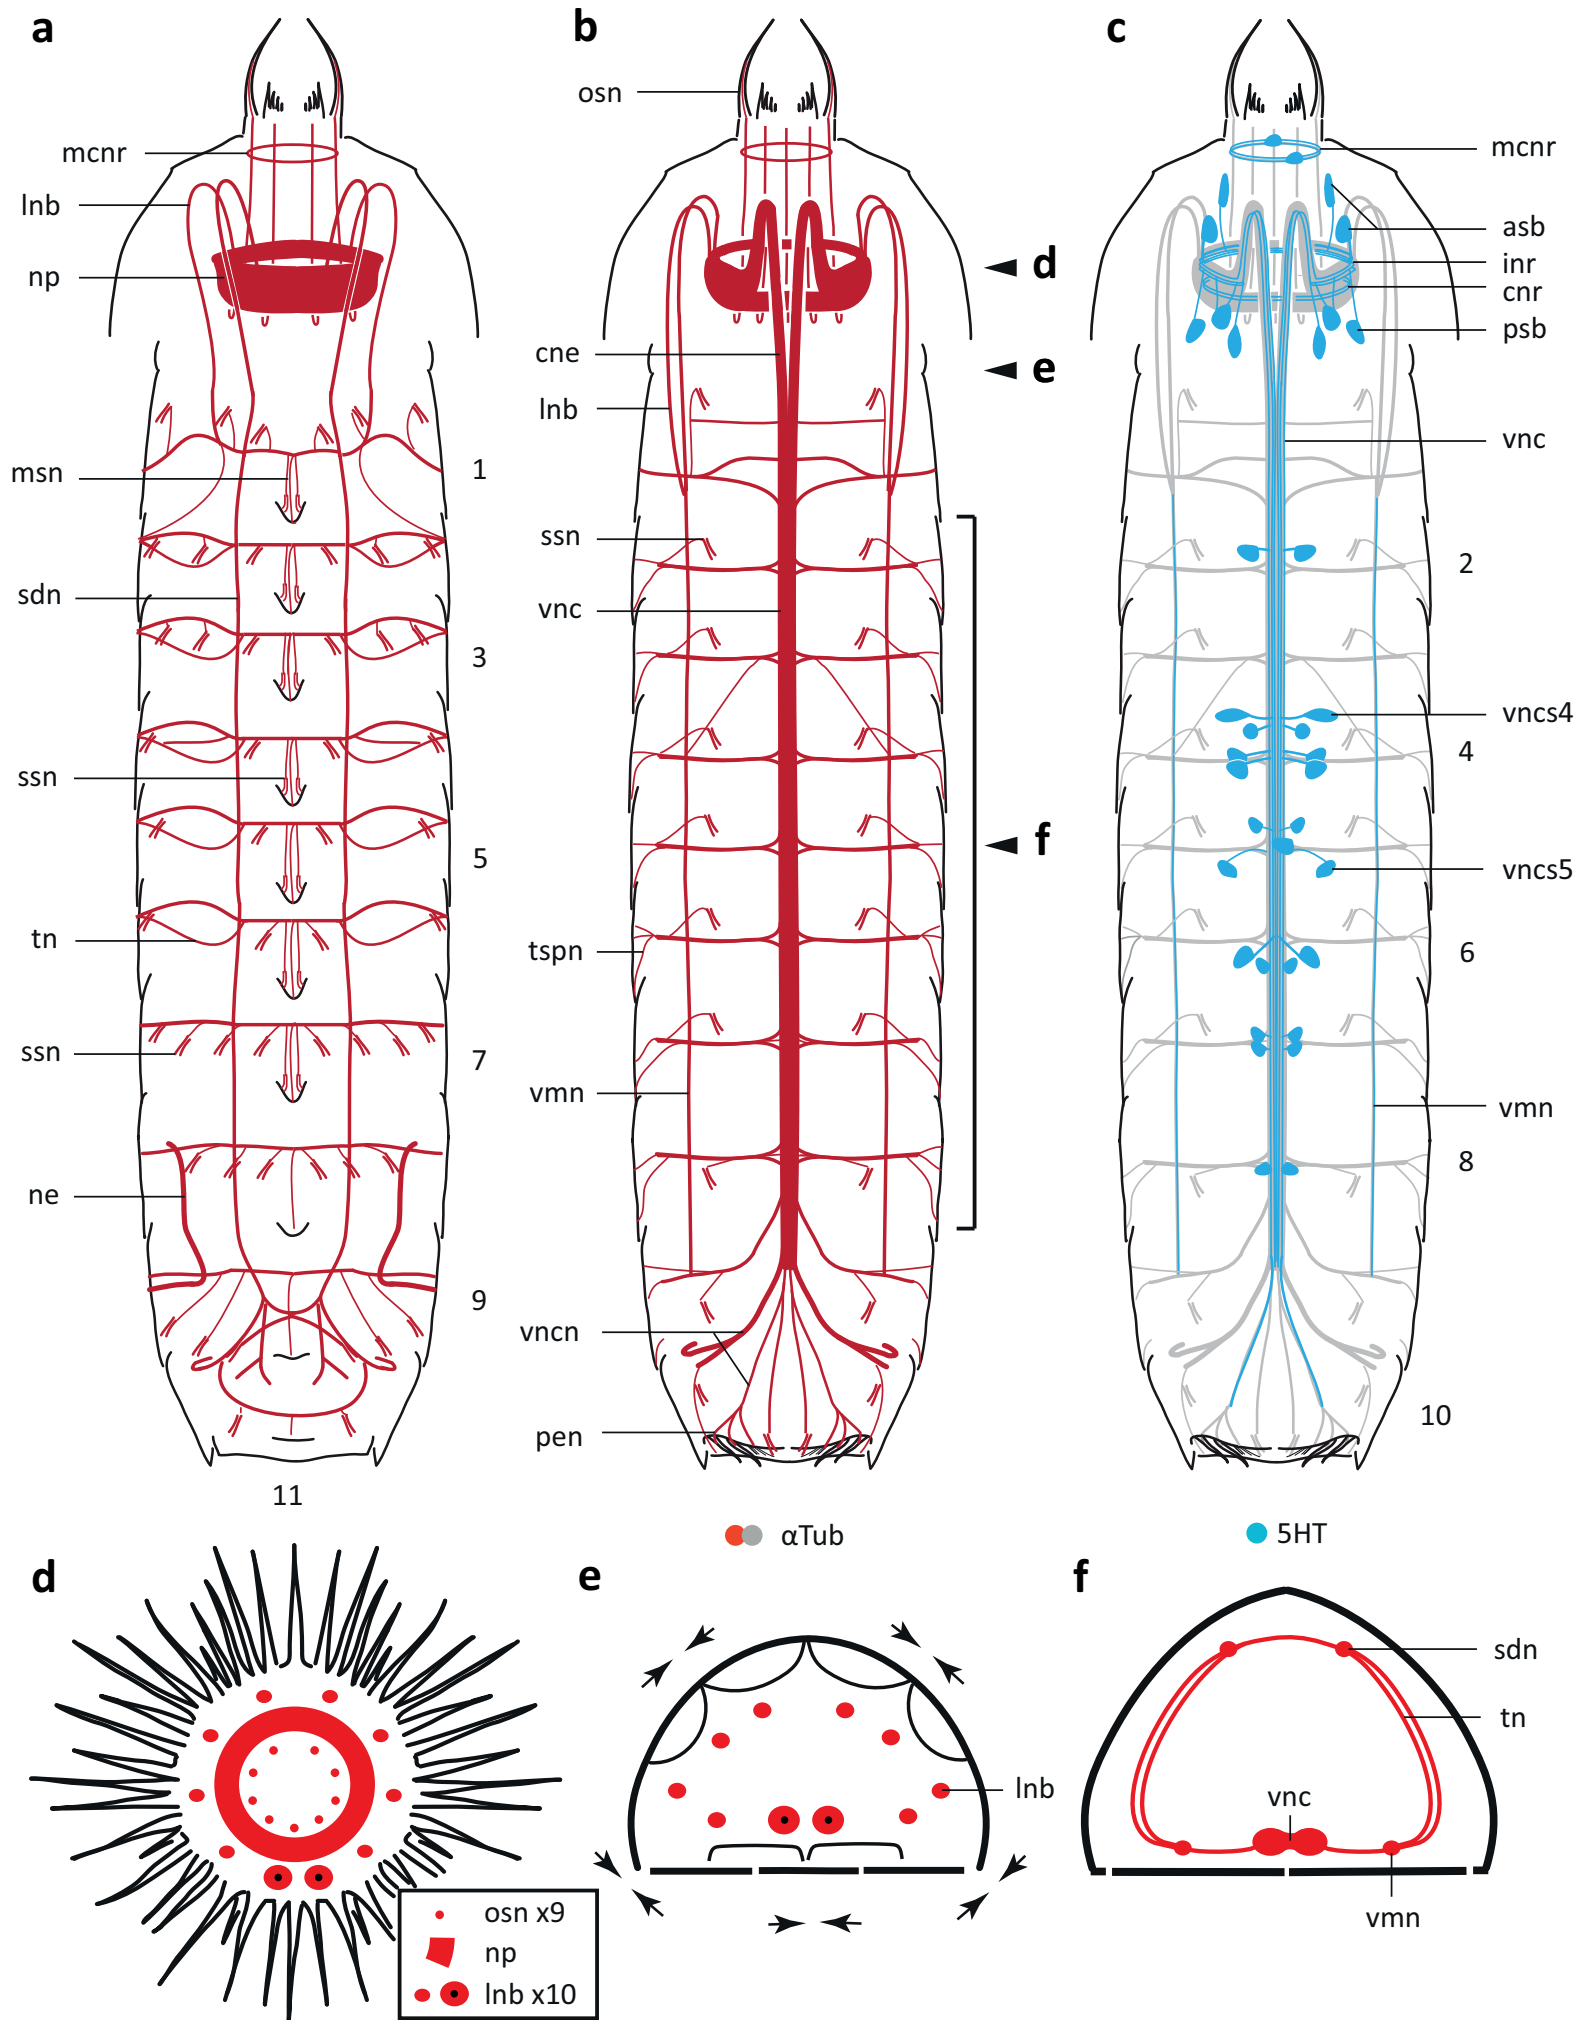 a
mcnr
lnb
np
msn
sdn
ssn
tn
ssn
ne
1
3
5
7
9
11
b
osn
cne
lnb
ssn
vnc
tspn
vmn
vncn
pen
d
e
f
αTub
c
mcnr
asb
inr
cnr
psb
vnc
2
vncs4
4
vncs5
6
vmn
8
10
5HT
d
osn x9
np
lnb x10
e
lnb
f
sdn
tn
vnc
vmn